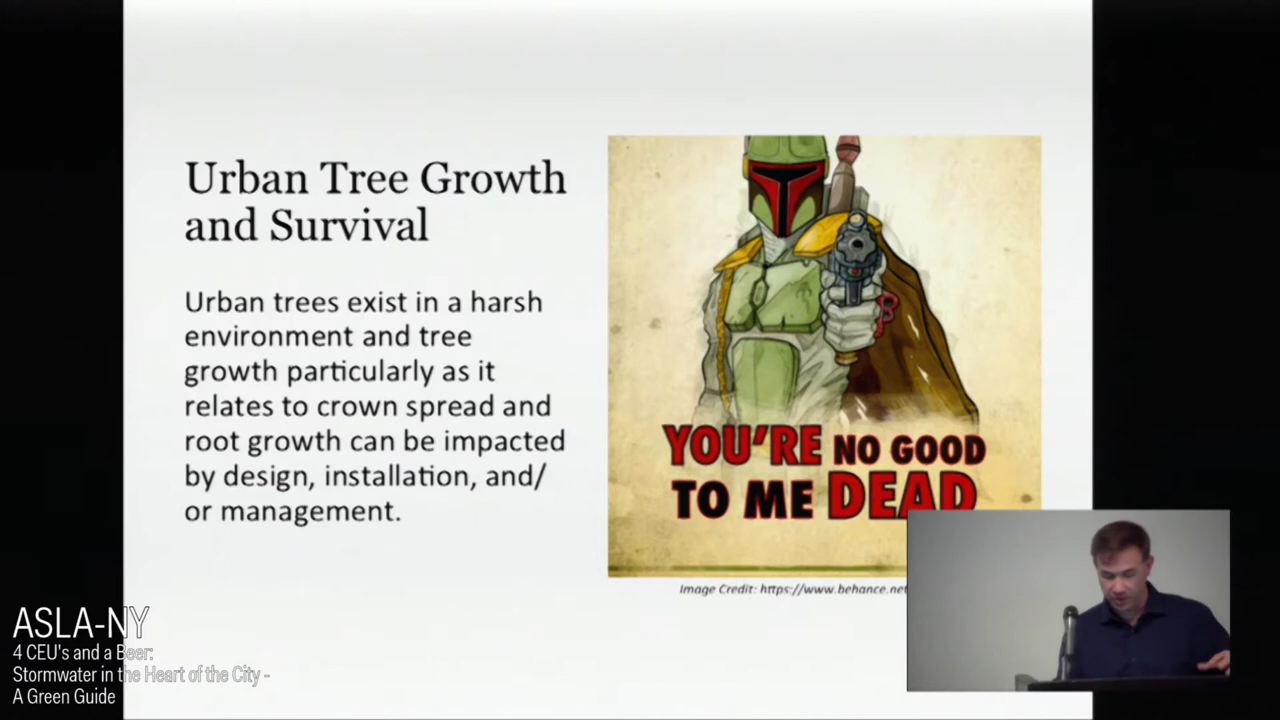 Urban Tree Growth
and Survival
Urban trees exist in a harsh
environment and tree
growth particularly as it
relates to crown spread and
root growth can be impacted
by design, installation, and/
or management.
YOU'RE NO GOOD
TO ME DEAD
Image Credit: https://www.behance.net
ASLA-NY
4 CEU's and a Beer:
Stormwater in the Heart of the City -
A Green Guide